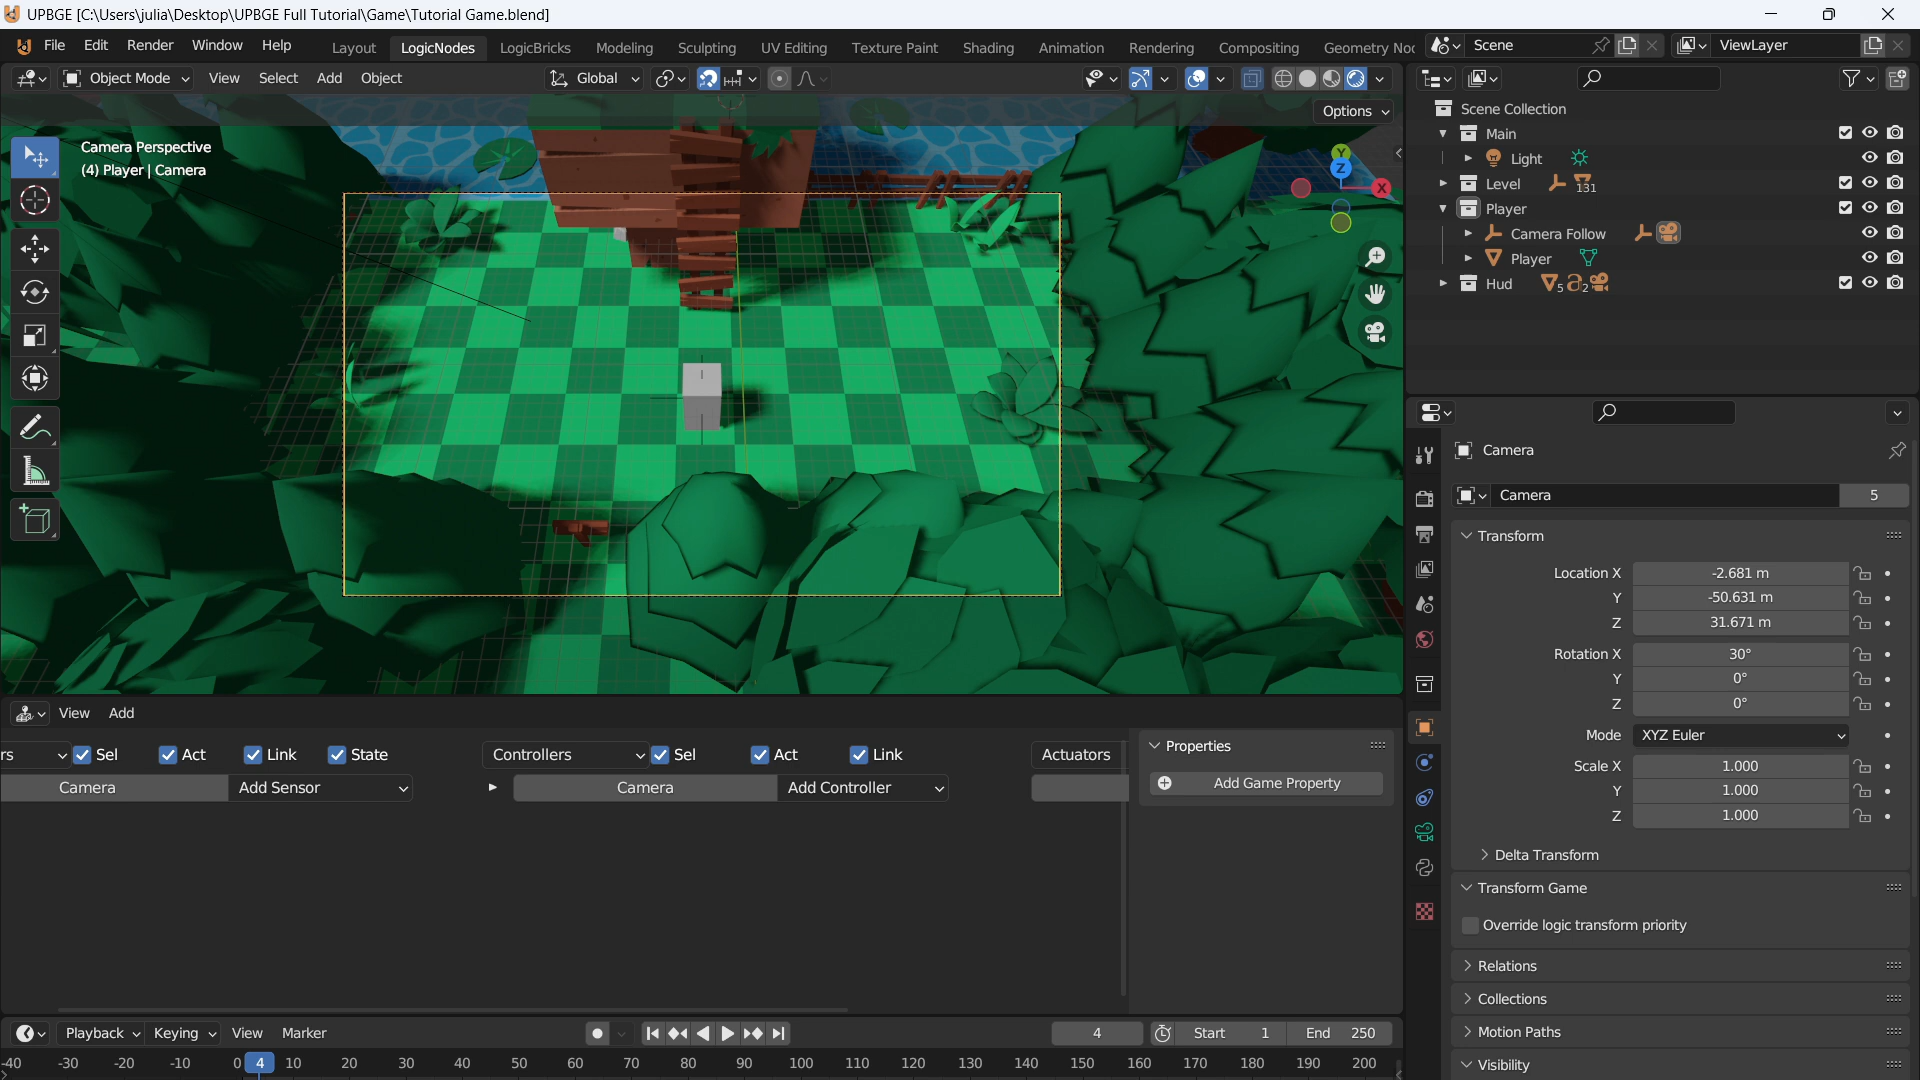 UPBGE [C:\Users\julia\Desktop\UPBGE Full Tutorial\Game\Tutorial Game.blend]
File Edit Render Window Help Layout LogicNodes LogicBricks Modeling Sculpting UV Editing Texture Paint Shading Animation Rendering Compositing Geometry No Scene ViewLayer
Object Mode View Select Add Object Global
Options
Camera Perspective
(4) Player | Camera
Y
Z
X
Scene Collection
Main
Light
Level 131
Player
Camera Follow
Player
Hud 5 2
Camera
Camera 5
Transform
Location X -2.681 m
Y -50.631 m
Z 31.671 m
Rotation X 30°
Y 0°
Z 0°
Mode XYZ Euler
Scale X 1.000
Y 1.000
Z 1.000
Delta Transform
Transform Game
Override logic transform priority
Relations
Collections
Motion Paths
Visibility
View Add
rs Sel Act Link State Controllers Sel Act Link Actuators
Camera Add Sensor Camera Add Controller
Properties
Add Game Property
Playback Keying View Marker 4 Start 1 End 250
-40 -30 -20 -10 0 4 10 20 30 40 50 60 70 80 90 100 110 120 130 140 150 160 170 180 190 200